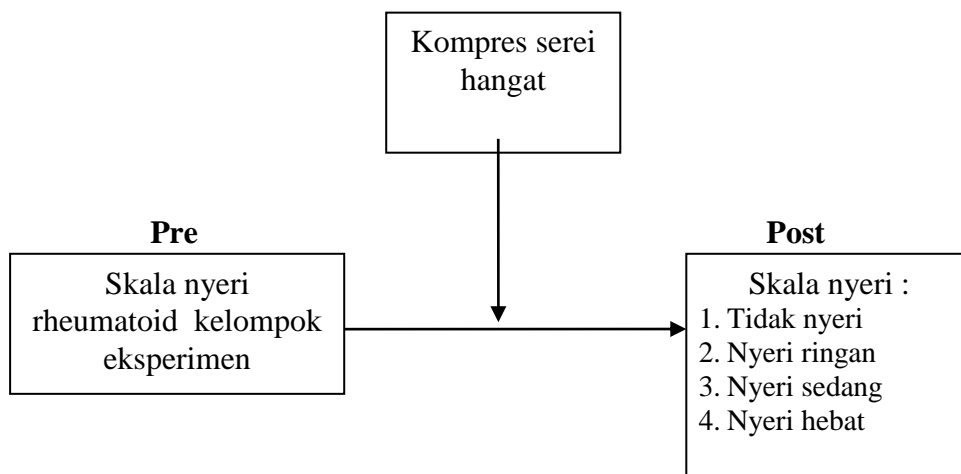 Kompres serei
hangat
Pre
Post
Skala nyeri
rheumatoid kelompok
eksperimen
Skala nyeri :
1. Tidak nyeri
2. Nyeri ringan
3. Nyeri sedang
4. Nyeri hebat